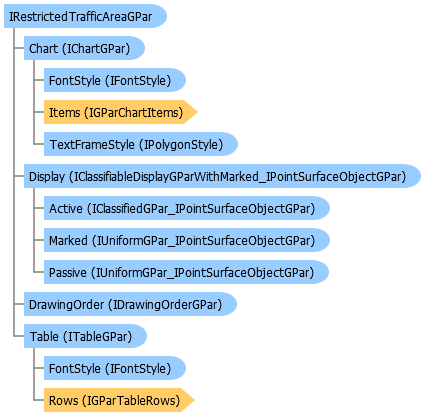 IRestrictedTrafficAreaGPar
Chart (IChartGPar)
FontStyle (IFontStyle)
Items (IGParChartItems)
TextFrameStyle (IPolygonStyle)
Display (IClassifiableDisplayGParWithMarked_IPointSurfaceObjectGPar)
Active (IClassifiedGPar_IPointSurfaceObjectGPar)
Marked (IUniformGPar_IPointSurfaceObjectGPar)
Passive (IUniformGPar_IPointSurfaceObjectGPar)
DrawingOrder (IDrawingOrderGPar)
Table (ITableGPar)
FontStyle (IFontStyle)
Rows (IGParTableRows)